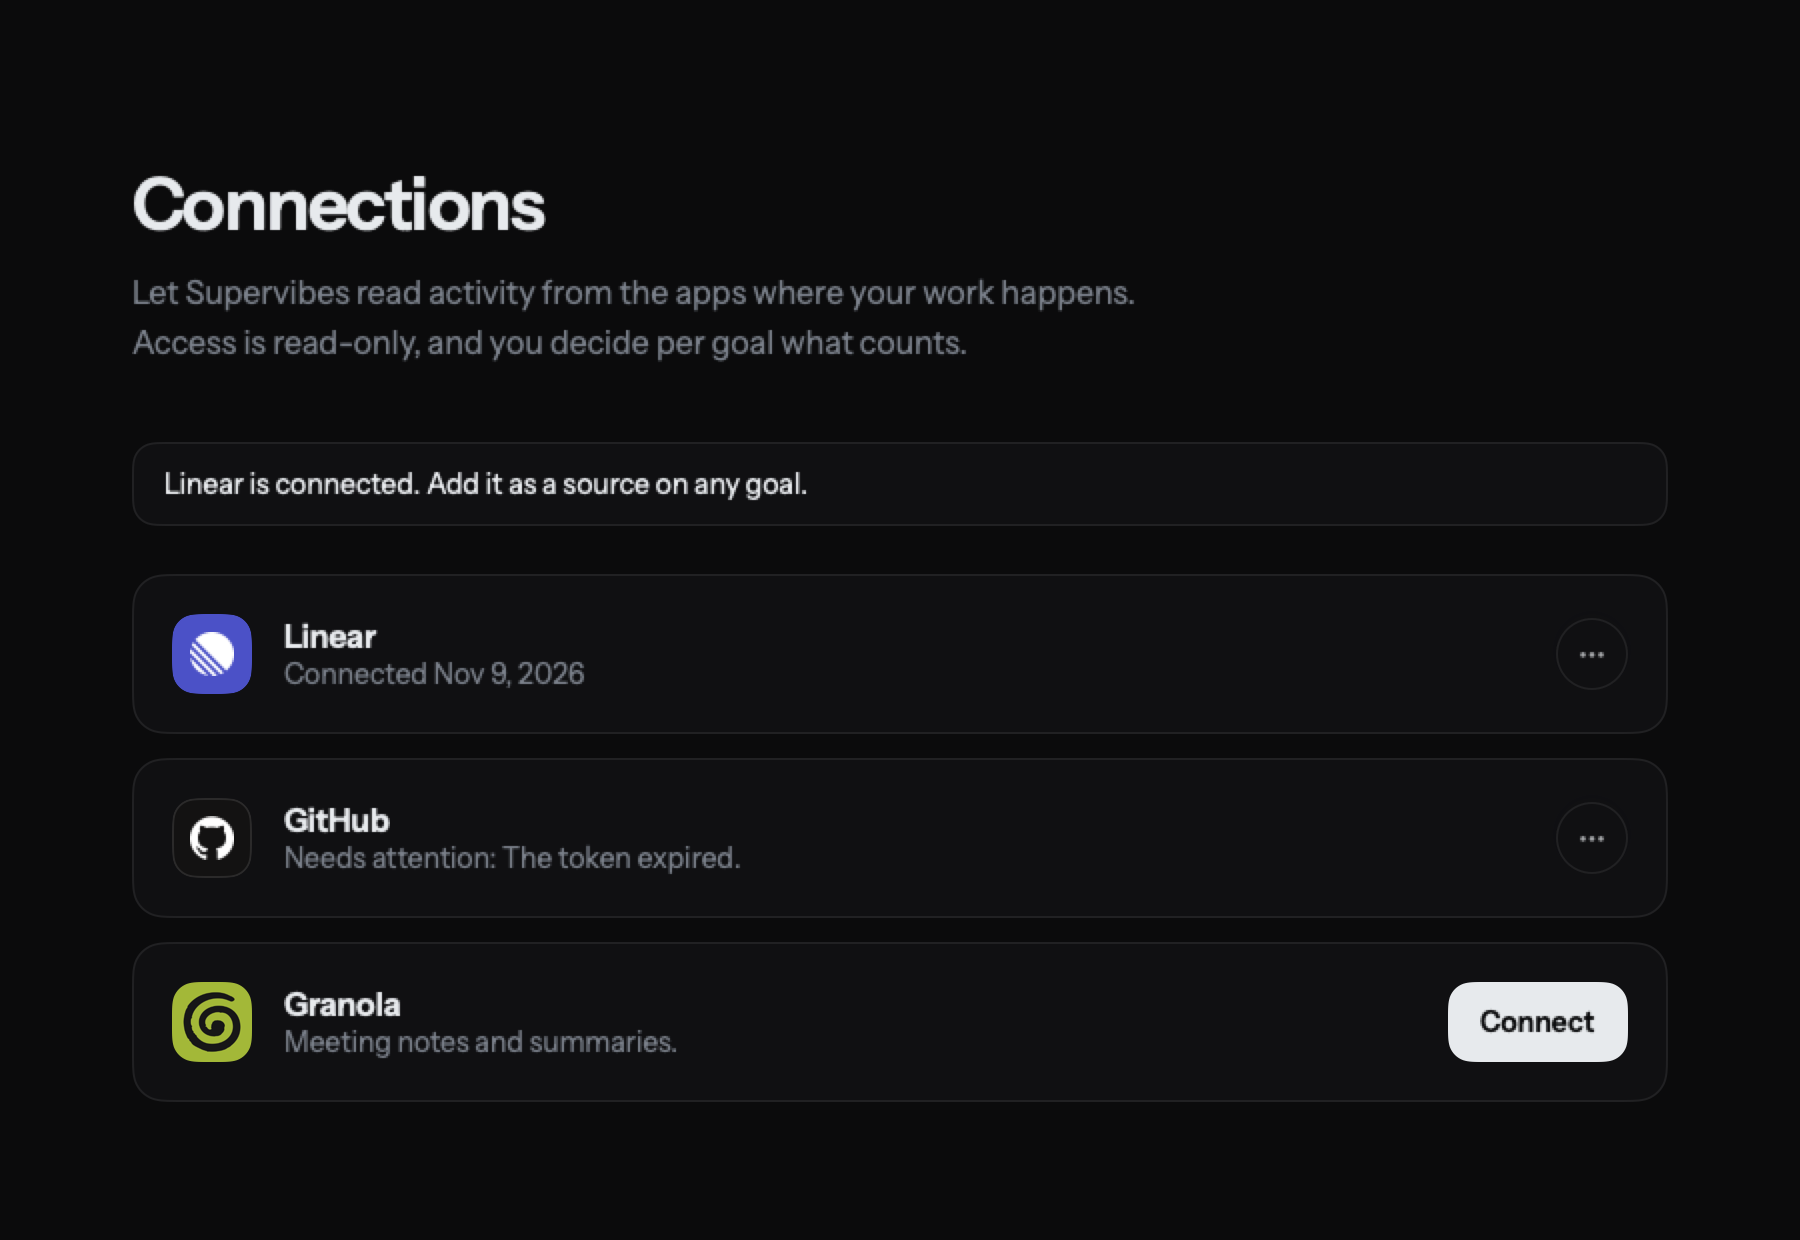 Connections
Let Supervibes read activity from the apps where your work happens.
Access is read-only, and you decide per goal what counts.
Linear is connected. Add it as a source on any goal.
Linear
Connected Nov 9, 2026
GitHub
Needs attention: The token expired.
Granola
Meeting notes and summaries.
Connect